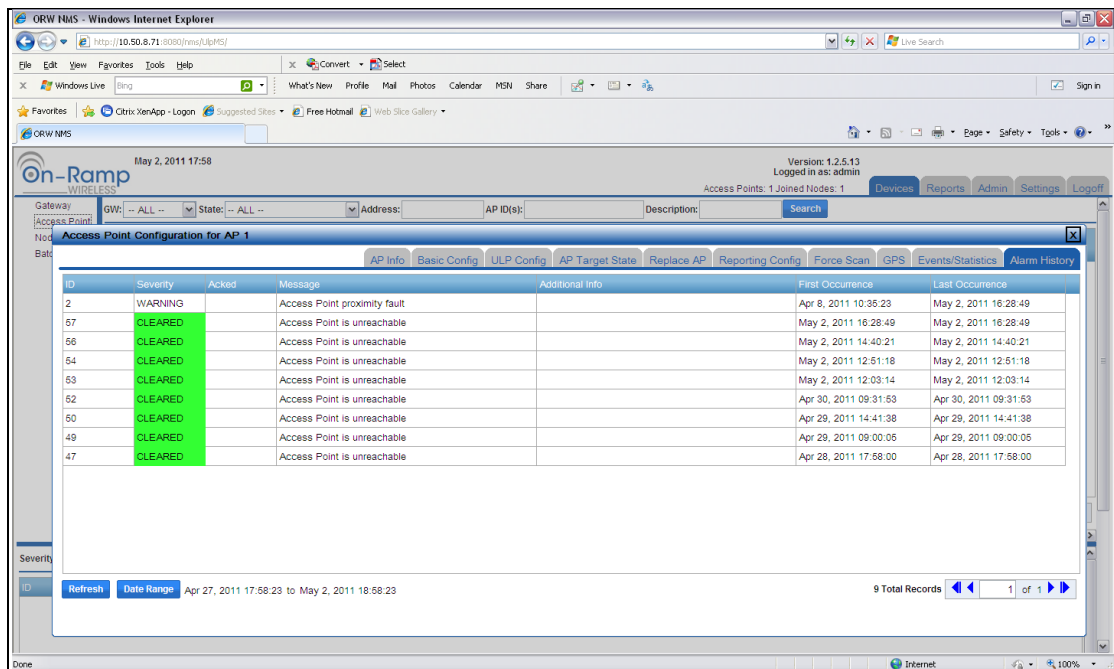 ORW NMS - Windows Internet Explorer
http://10.50.8.71:8080/nms/UlpMS/
Live Search
File Edit View Favorites Tools Help
x Convert Select
x Windows Live Bing What's New Profile Mail Photos Calendar MSN Share Sign in
Favorites Citrix XenApp - Logon Suggested Sites Free Hotmail Web Slice Gallery
ORW NMS
Page Safety Tools
On-Ramp
WIRELESS
May 2, 2011 17:58
Version: 1.2.5.13
Logged in as: admin
Access Points: 1 Joined Nodes: 1
Devices Reports Admin Settings Logoff
Gateway
Access Point
Nod
Batc
GW: -- ALL -- State: -- ALL -- Address: AP ID(s): Description: Search
Access Point Configuration for AP 1 X
AP Info Basic Config ULP Config AP Target State Replace AP Reporting Config Force Scan GPS Events/Statistics Alarm History
ID Severity Acked Message Additional Info First Occurrence Last Occurrence
2 WARNING Access Point proximity fault Apr 8, 2011 10:35:23 May 2, 2011 16:28:49
57 CLEARED Access Point is unreachable May 2, 2011 16:28:49 May 2, 2011 16:28:49
56 CLEARED Access Point is unreachable May 2, 2011 14:40:21 May 2, 2011 14:40:21
54 CLEARED Access Point is unreachable May 2, 2011 12:51:18 May 2, 2011 12:51:18
53 CLEARED Access Point is unreachable May 2, 2011 12:03:14 May 2, 2011 12:03:14
52 CLEARED Access Point is unreachable Apr 30, 2011 09:31:53 Apr 30, 2011 09:31:53
50 CLEARED Access Point is unreachable Apr 29, 2011 14:41:38 Apr 29, 2011 14:41:38
49 CLEARED Access Point is unreachable Apr 29, 2011 09:00:05 Apr 29, 2011 09:00:05
47 CLEARED Access Point is unreachable Apr 28, 2011 17:58:00 Apr 28, 2011 17:58:00
Severity
ID
Refresh Date Range Apr 27, 2011 17:58:23 to May 2, 2011 18:58:23
9 Total Records 1 of 1
Done Internet 100%